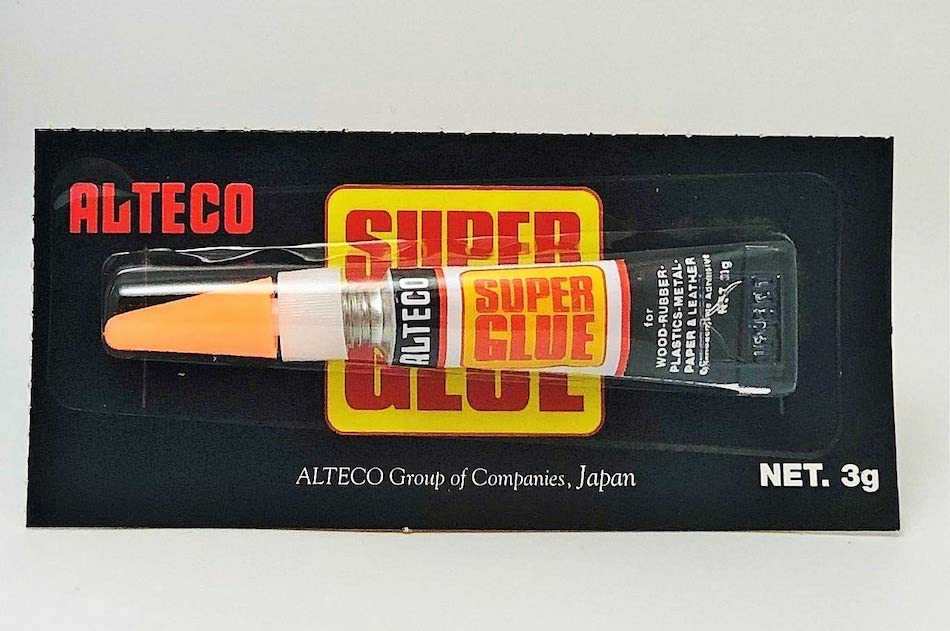 ALTECO
SUPER
GLUE
ALTECO
SUPER
GLUE
for
WOOD-RUBBER-
PLASTICS-METAL-
PAPER & LEATHER
ALTECO Group of Companies, Japan
NET. 3g